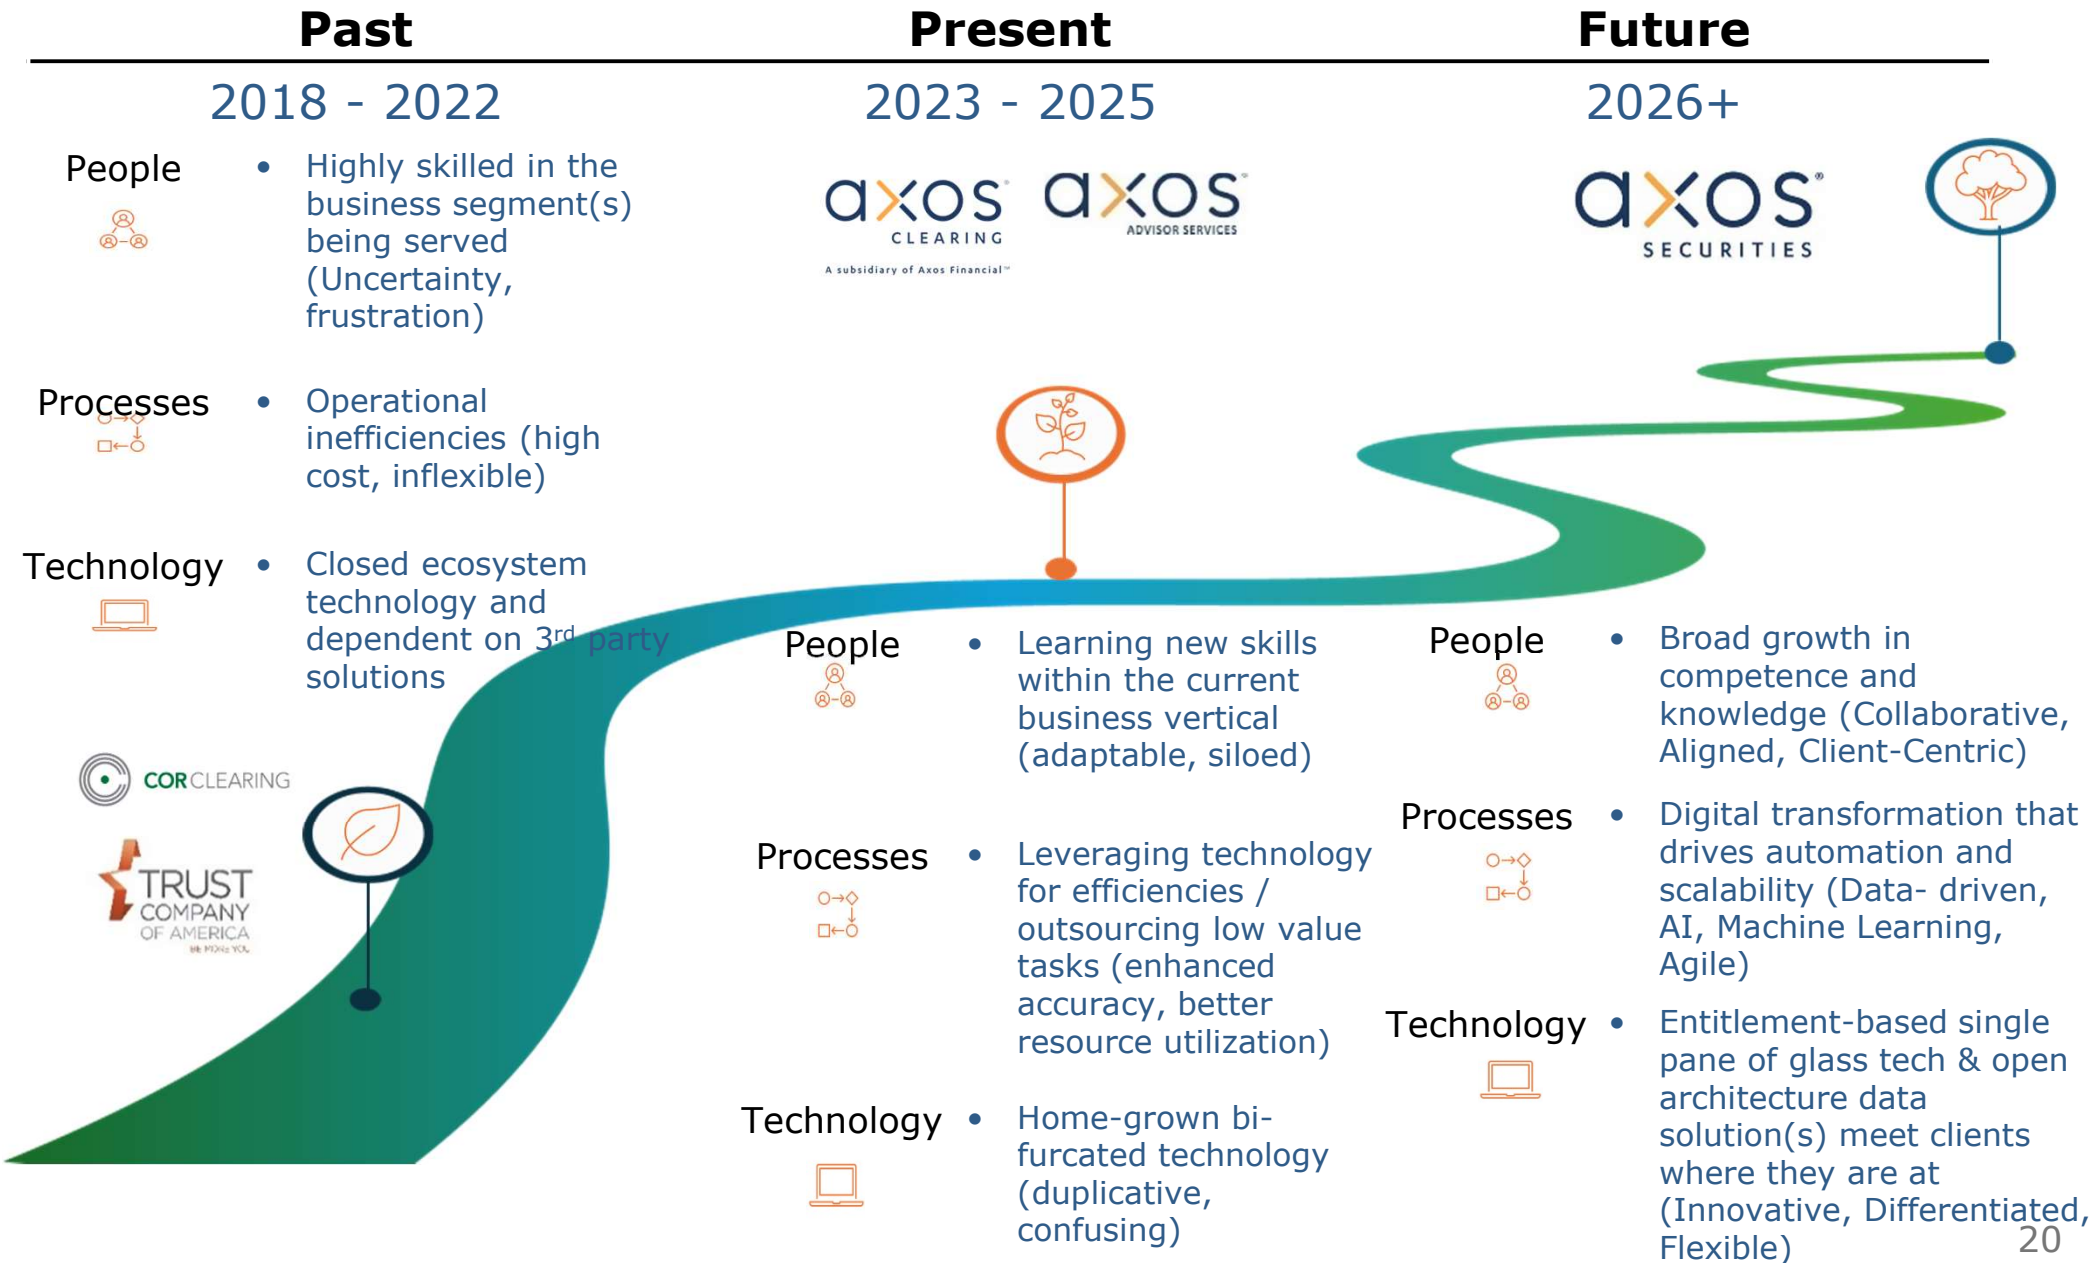 Past
Present
Future
2018 - 2022
2023 - 2025
2026+
People
• Highly skilled in the
business segment(s)
being served
(Uncertainty,
frustration)
Processes
• Operational
inefficiencies (high
cost, inflexible)
Technology
• Closed ecosystem
technology and
dependent on 3rd party
solutions
COR CLEARING
TRUST
COMPANY
OF AMERICA
BE MORE YOU
axos
CLEARING
A subsidiary of Axos Financial℠
axos
ADVISOR SERVICES
People
• Learning new skills
within the current
business vertical
(adaptable, siloed)
Processes
• Leveraging technology
for efficiencies /
outsourcing low value
tasks (enhanced
accuracy, better
resource utilization)
Technology
• Home-grown bi-
furcated technology
(duplicative,
confusing)
axos®
SECURITIES
People
• Broad growth in
competence and
knowledge (Collaborative,
Aligned, Client-Centric)
Processes
• Digital transformation that
drives automation and
scalability (Data- driven,
AI, Machine Learning,
Agile)
Technology
• Entitlement-based single
pane of glass tech & open
architecture data
solution(s) meet clients
where they are at
(Innovative, Differentiated,
Flexible)
20